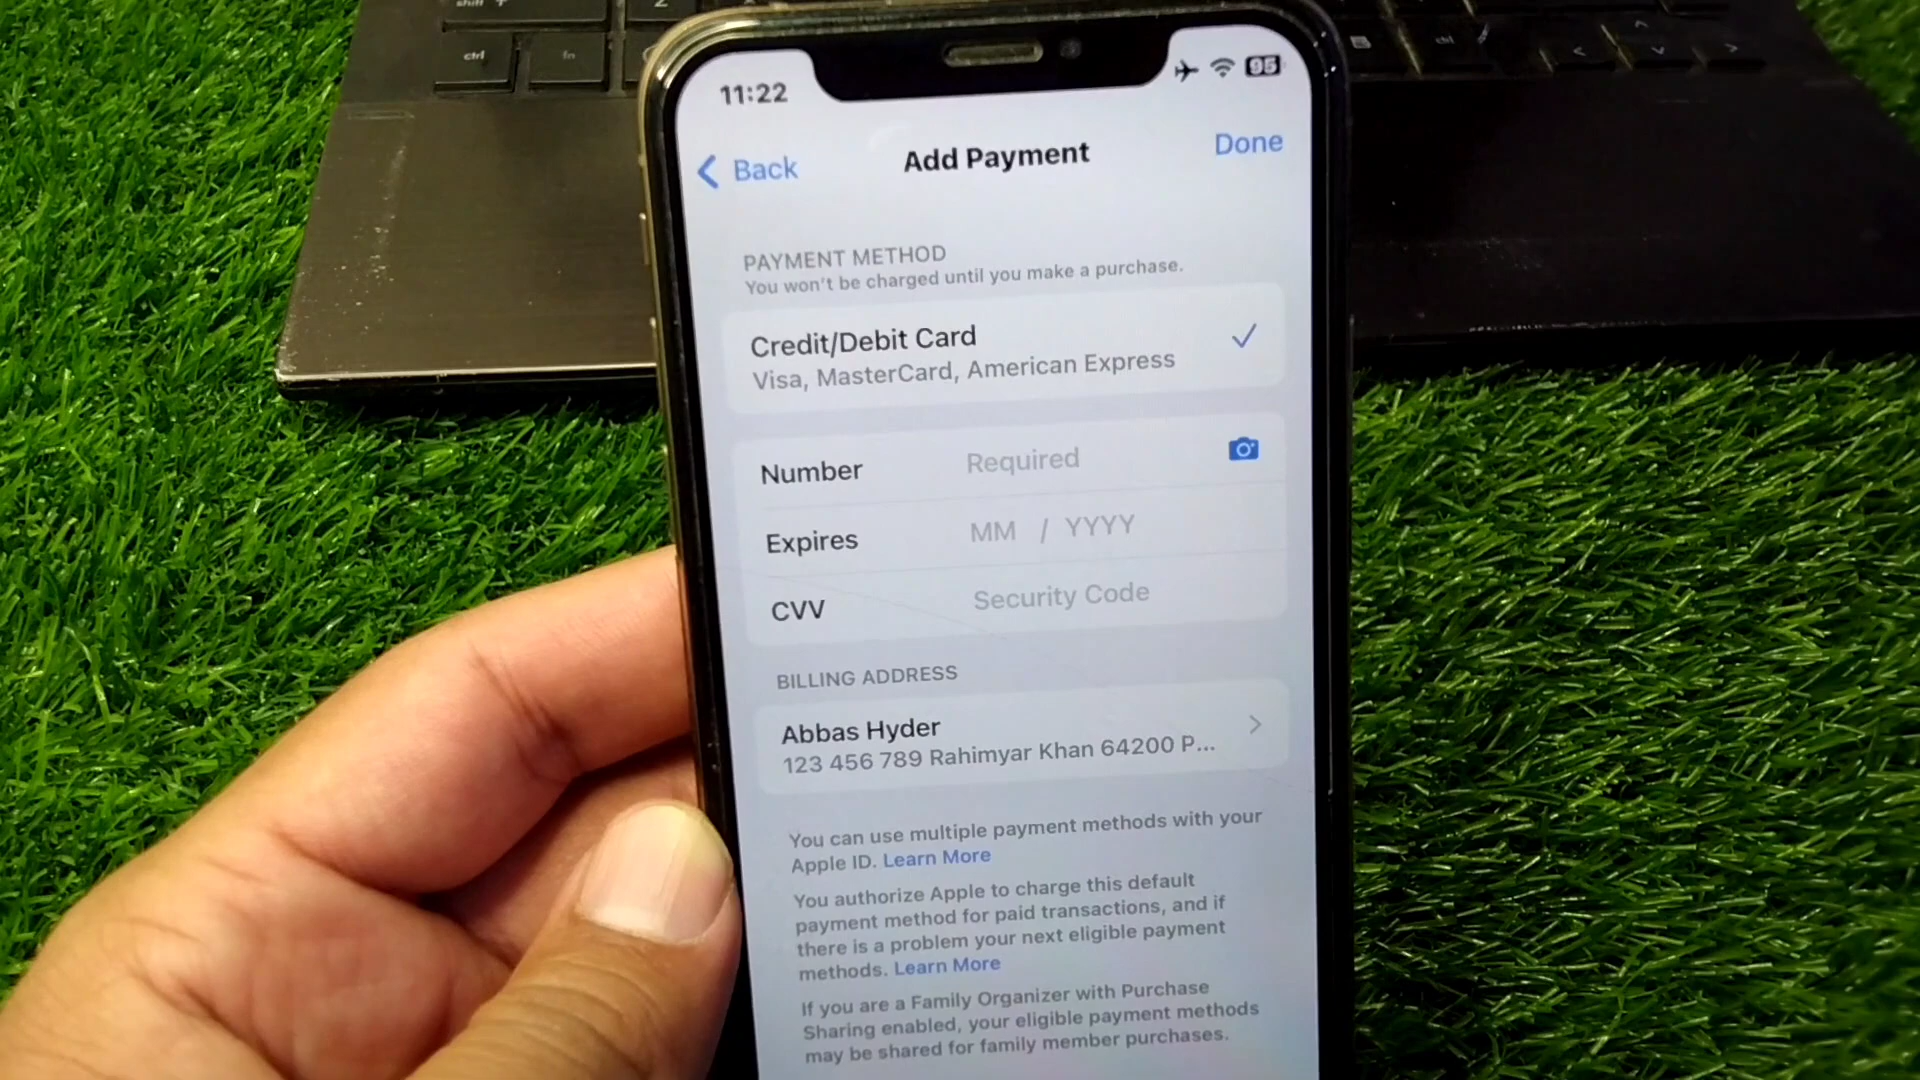 shift
Z
ctrl
fn
11:22
95
Back
Add Payment
Done
PAYMENT METHOD
You won't be charged until you make a purchase.
Credit/Debit Card
Visa, MasterCard, American Express
Number Required
Expires MM / YYYY
CVV Security Code
BILLING ADDRESS
Abbas Hyder
123 456 789 Rahimyar Khan 64200 P...
You can use multiple payment methods with your
Apple ID. Learn More
You authorize Apple to charge this default
payment method for paid transactions, and if
there is a problem your next eligible payment
methods. Learn More
If you are a Family Organizer with Purchase
Sharing enabled, your eligible payment methods
may be shared for family member purchases.